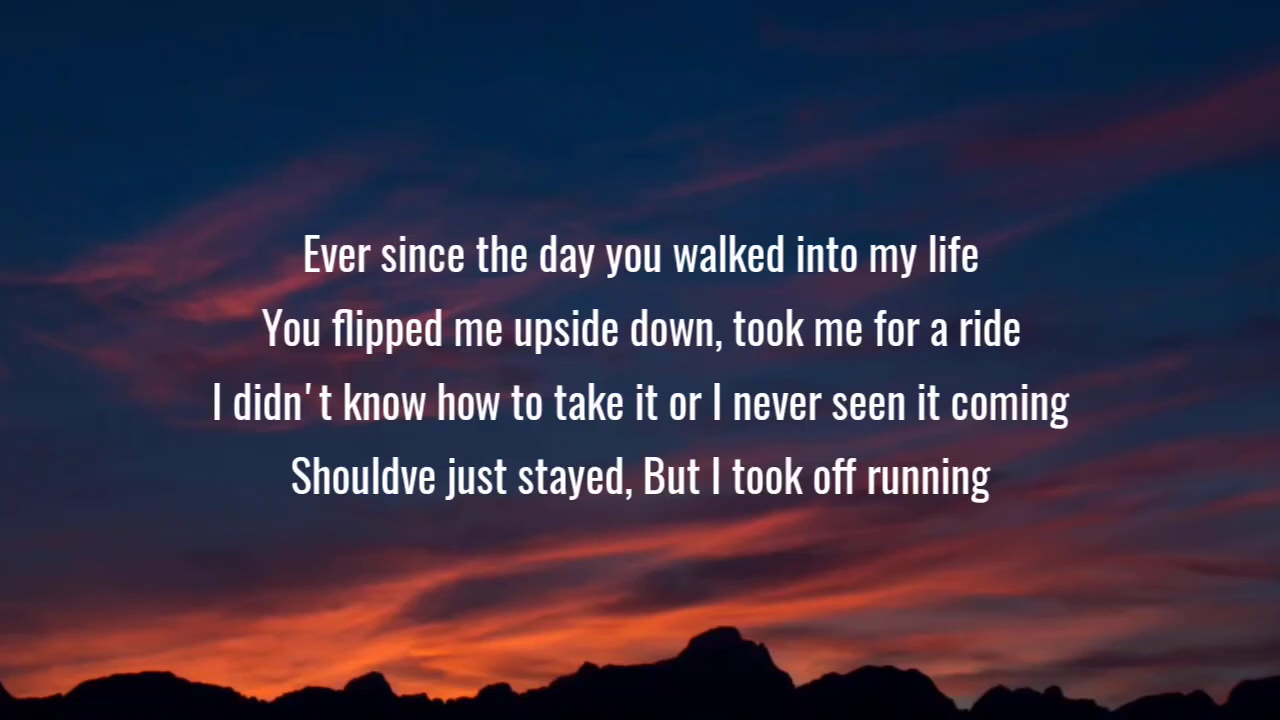 Ever since the day you walked into my life
You flipped me upside down, took me for a ride
I didn't know how to take it or I never seen it coming
Shouldve just stayed, But I took off running